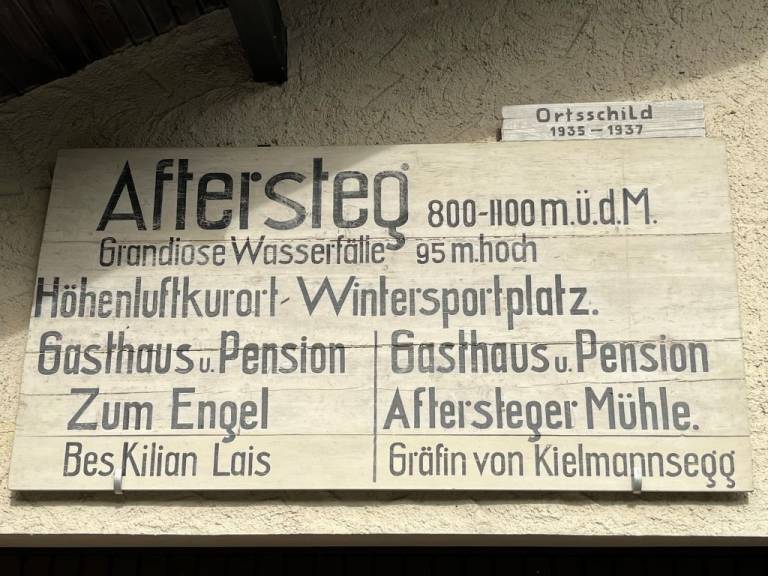 Ortsschild
1935 – 1937
Aftersteg 800-1100 m.ü.d.M.
Grandiose Wasserfälle 95 m. hoch
Höhenluftkurort - Wintersportplatz.
Gasthaus u. Pension
Zum Engel
Bes Kilian Lais
Gasthaus u. Pension
Aftersteger Mühle.
Gräfin von Kielmannsegg